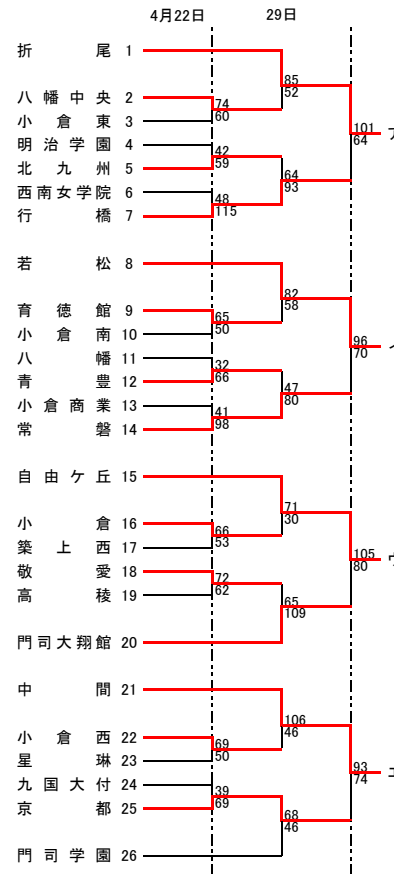 4月22日 29日
折尾 1
85
52
八幡中央 2
74
60
小倉東 3
101
64
明治学園 4
42
59
北九州 5
64
93
西南女学院 6
48
115
行橋 7
若松 8
82
58
育徳館 9
65
50
小倉南 10
96
70
八幡 11
32
66
青豊 12
47
80
小倉商業 13
41
98
常磐 14
自由ケ丘 15
71
30
小倉 16
66
53
築上西 17
105
80
敬愛 18
72
62
高稜 19
65
109
門司大翔館 20
中間 21
106
46
小倉西 22
69
50
星琳 23
93
74
九国大付 24
39
69
京都 25
68
46
門司学園 26